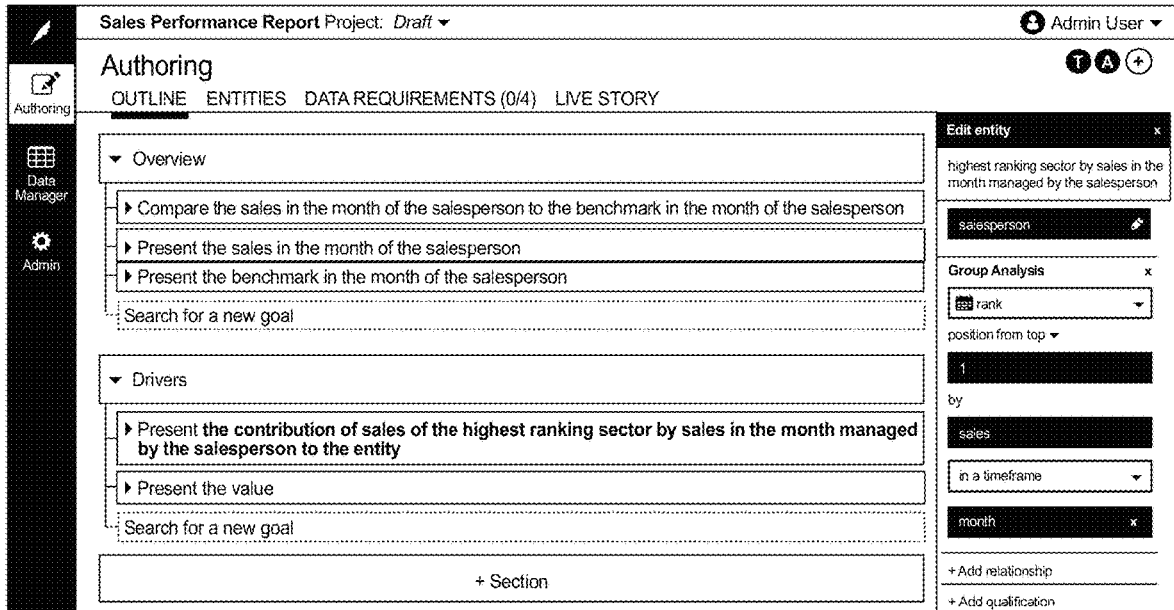 Sales Performance Report Project: Draft
Admin User
Authoring
T A +
OUTLINE ENTITIES DATA REQUIREMENTS (0/4) LIVE STORY
Authoring
Data
Manager
Admin
Overview
Compare the sales in the month of the salesperson to the benchmark in the month of the salesperson
Present the sales in the month of the salesperson
Present the benchmark in the month of the salesperson
Search for a new goal
Drivers
Present the contribution of sales of the highest ranking sector by sales in the month managed
by the salesperson to the entity
Present the value
Search for a new goal
+ Section
Edit entity x
highest ranking sector by sales in the
month managed by the salesperson
salesperson
Group Analysis x
rank
position from top
1
by
sales
in a timeframe
month x
+ Add relationship
+ Add qualification